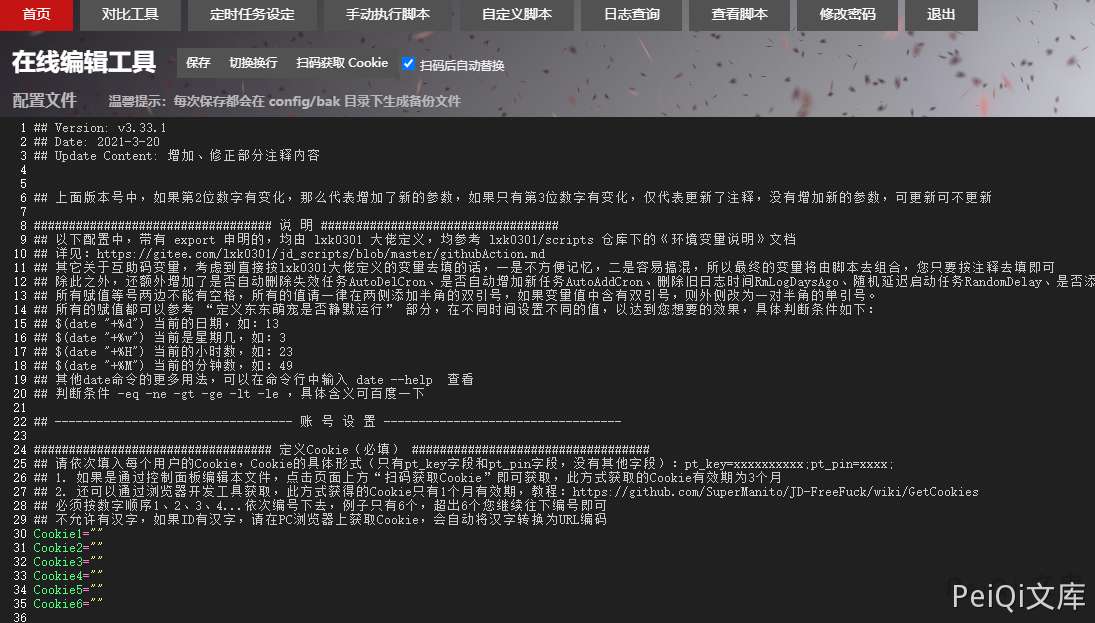 首页 对比工具 定时任务设定 手动执行脚本 自定义脚本 日志查询 查看脚本 修改密码 退出
在线编辑工具 保存 切换换行 扫码获取 Cookie 扫码后自动替换
配置文件 温馨提示：每次保存都会在 config/bak 目录下生成备份文件
1 ## Version: v3.33.1
2 ## Date: 2021-3-20
3 ## Update Content: 增加、修正部分注释内容
4
5
6 ## 上面版本号中，如果第2位数字有变化，那么代表增加了新的参数，如果只有第3位数字有变化，仅代表更新了注释，没有增加新的参数，可更新可不更新
7
8 ################################## 说 明 ##################################
9 ## 以下配置中，带有 export 申明的，均由 lxk0301 大佬定义，均参考 lxk0301/scripts 仓库下的《环境变量说明》文档
10 ## 详见：https://gitee.com/lxk0301/jd_scripts/blob/master/githubAction.md
11 ## 其它关于互助码变量，考虑到直接按lxk0301大佬定义的变量去填的话，一是不方便记忆，二是容易搞混，所以最终的变量将由脚本去组合，您只要按注释去填即可
12 ## 除此之外，还额外增加了是否自动删除失效任务AutoDelCron、是否自动增加新任务AutoAddCron、删除旧日志时间RmLogDaysAgo、随机延迟启动任务RandomDelay、是否添
13 ## 所有赋值等号两边不能有空格，所有的值请一律在两侧添加半角的双引号，如果变量值中含有双引号，则外侧改为一对半角的单引号。
14 ## 所有的赋值都可以参考 “定义东东萌宠是否静默运行” 部分，在不同时间设置不同的值，以达到您想要的效果，具体判断条件如下：
15 ## $(date "+%d") 当前的日期，如：13
16 ## $(date "+%w") 当前是星期几，如：3
17 ## $(date "+%H") 当前的小时数，如：23
18 ## $(date "+%M") 当前的分钟数，如：49
19 ## 其他date命令的更多用法，可以在命令行中输入 date --help 查看
20 ## 判断条件 -eq -ne -gt -ge -lt -le ，具体含义可百度一下
21
22 ## ---------------------------------- 账 号 设 置 ----------------------------------
23
24 ################################## 定义Cookie（必填） ##################################
25 ## 请依次填入每个用户的Cookie，Cookie的具体形式（只有pt_key字段和pt_pin字段，没有其他字段）：pt_key=xxxxxxxxxx;pt_pin=xxxx;
26 ## 1. 如果是通过控制面板编辑本文件，点击页面上方“扫码获取Cookie”即可获取，此方式获取的Cookie有效期为3个月
27 ## 2. 还可以通过浏览器开发工具获取，此方式获得的Cookie只有1个月有效期，教程：https://github.com/SuperManito/JD-FreeFuck/wiki/GetCookies
28 ## 必须按数字顺序1、2、3、4...依次编号下去，例子只有6个，超出6个您继续往下编号即可
29 ## 不允许有汉字，如果ID有汉字，请在PC浏览器上获取Cookie，会自动将汉字转换为URL编码
30 Cookie1=""
31 Cookie2=""
32 Cookie3=""
33 Cookie4=""
34 Cookie5=""
35 Cookie6=""
36
PeiQi文库